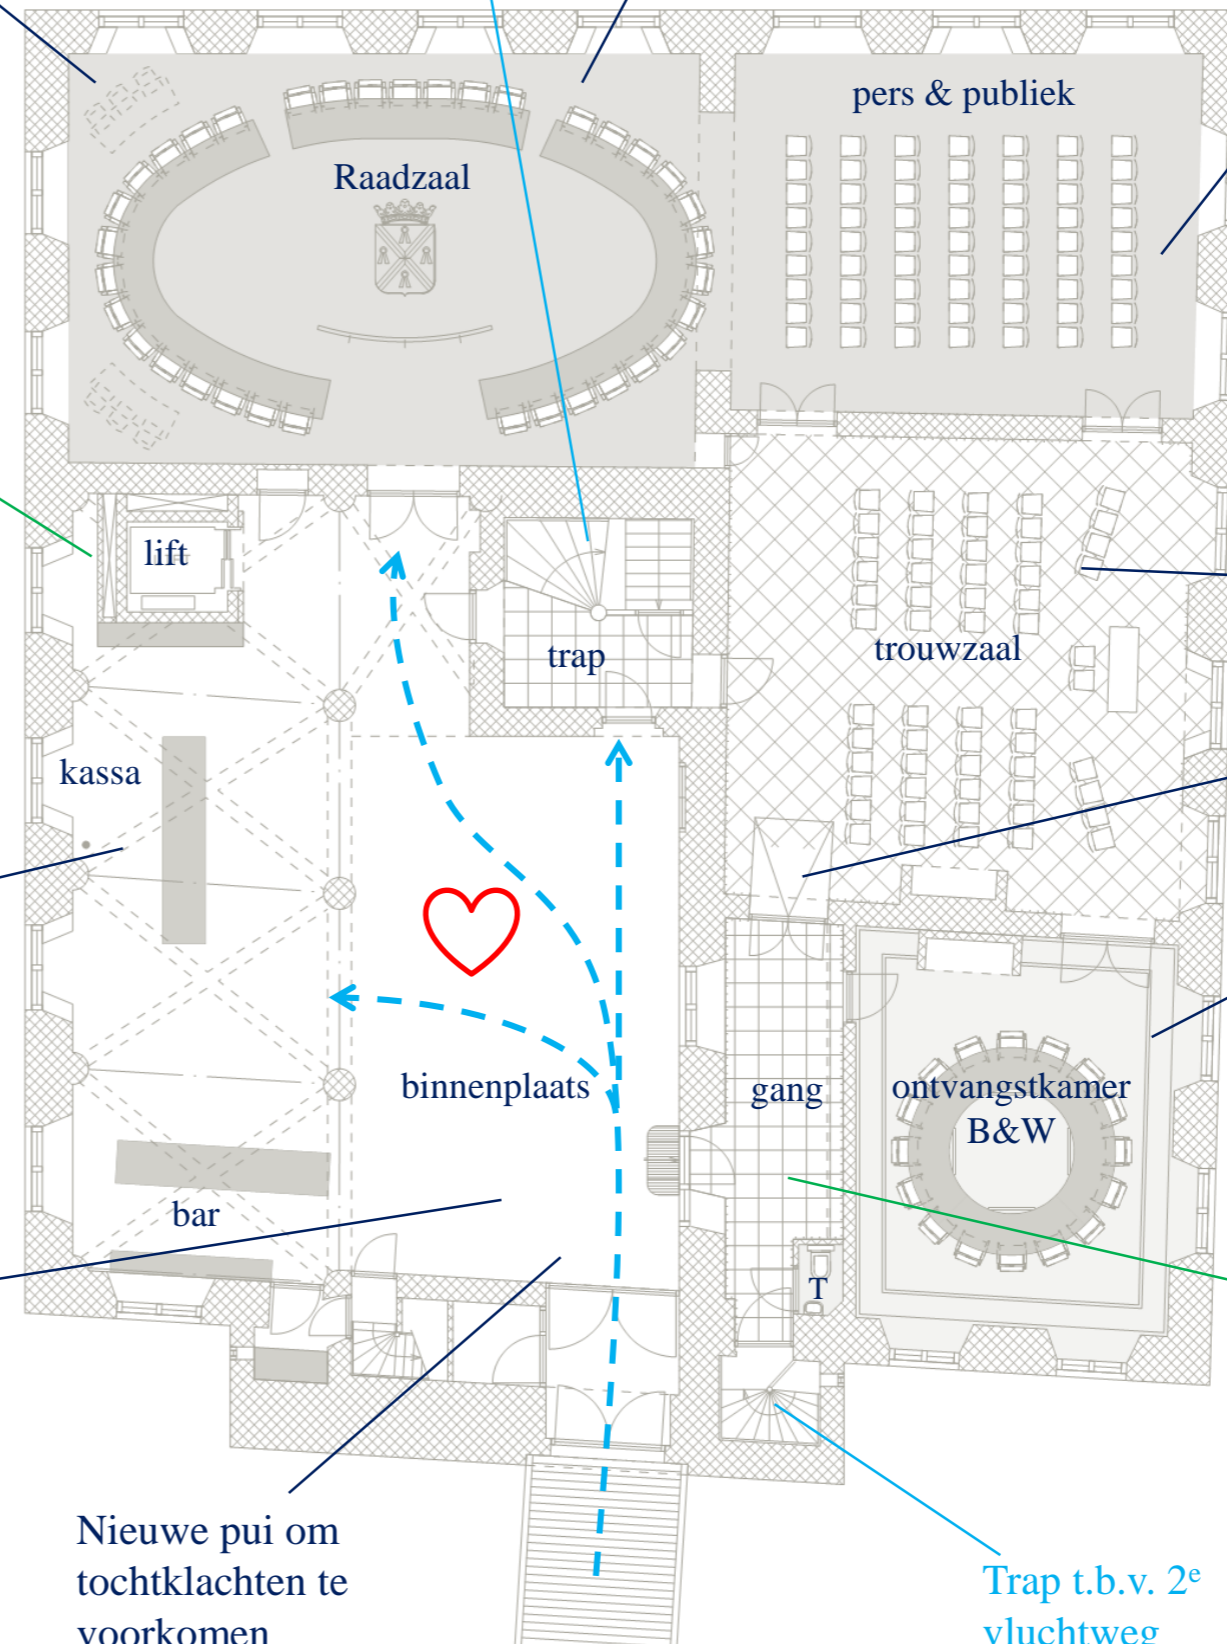 pers & publiek
Raadzaal
lift
trap
trouwzaal
kassa
binnenplaats
gang
ontvangstkamer
B&W
bar
T
Nieuwe pui om
tochtklachten te
voorkomen
Trap t.b.v. 2e
vluchtweg